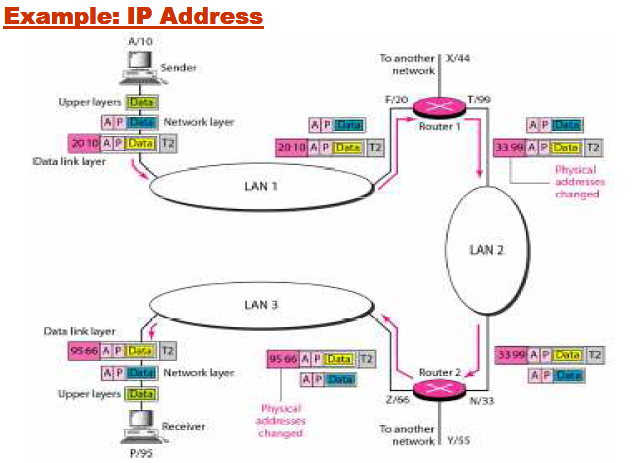 Example: IP Address
A/10
Sender
Upper layers Data
A P Data Network layer
20 10 A P Data T2
Data link layer
To another network X/44
F/20 T/99
Router 1
A P Data
20 10 A P Data T2
A P Data
33 99 A P Data T2
Physical
addresses
changed
LAN 1
LAN 2
LAN 3
Data link layer
95 66 A P Data T2
A P Data Network layer
Upper layers Data
Receiver
P/95
95 66 A P Data T2
A P Data
Physical
addresses
changed
Router 2
Z/66 N/33
To another
network Y/55
33 99 A P Data T2
A P Data